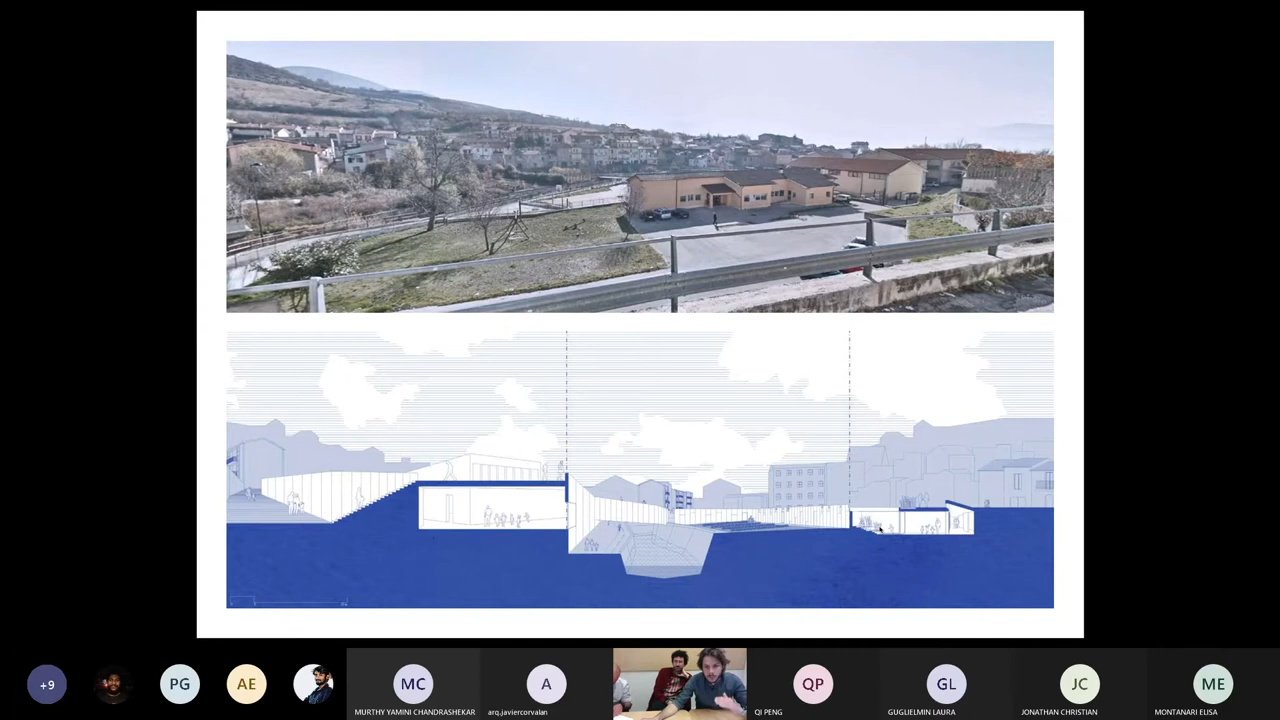 +9
PG
AE
MC
A
QP
GL
JC
ME
MURTHY YAMINI CHANDRASHEKAR
arq.javiercorvalan
QI PENG
GUGLIELMIN LAURA
JONATHAN CHRISTIAN
MONTANARI ELISA